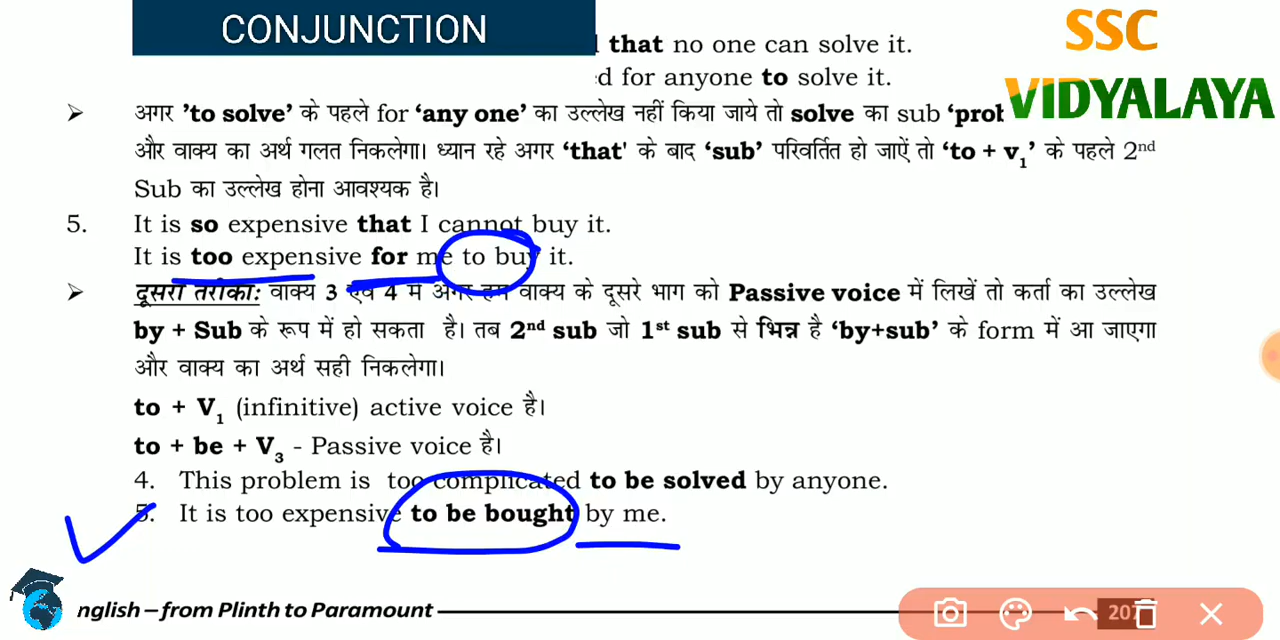 CONJUNCTION
SSC
VIDYALAYA
that no one can solve it.
d for anyone to solve it.
➢ अगर 'to solve' के पहले for 'any one' का उल्लेख नहीं किया जाये तो solve का sub 'prob
और वाक्य का अर्थ गलत निकलेगा। ध्यान रहे अगर 'that' के बाद 'sub' परिवर्तित हो जाऐं तो 'to + v₁' के पहले 2nd
Sub का उल्लेख होना आवश्यक है।
5. It is so expensive that I cannot buy it.
It is too expensive for me to buy it.
➢ दूसरा तरीका: वाक्य 3 एवं 4 में अगर हम वाक्य के दूसरे भाग को Passive voice में लिखें तो कर्ता का उल्लेख
by + Sub के रूप में हो सकता है। तब 2nd sub जो 1st sub से भिन्न है 'by+sub' के form में आ जाएगा
और वाक्य का अर्थ सही निकलेगा।
to + V₁ (infinitive) active voice है।
to + be + V₃ - Passive voice है।
4. This problem is too complicated to be solved by anyone.
5. It is too expensive to be bought by me.
nglish – from Plinth to Paramount
207